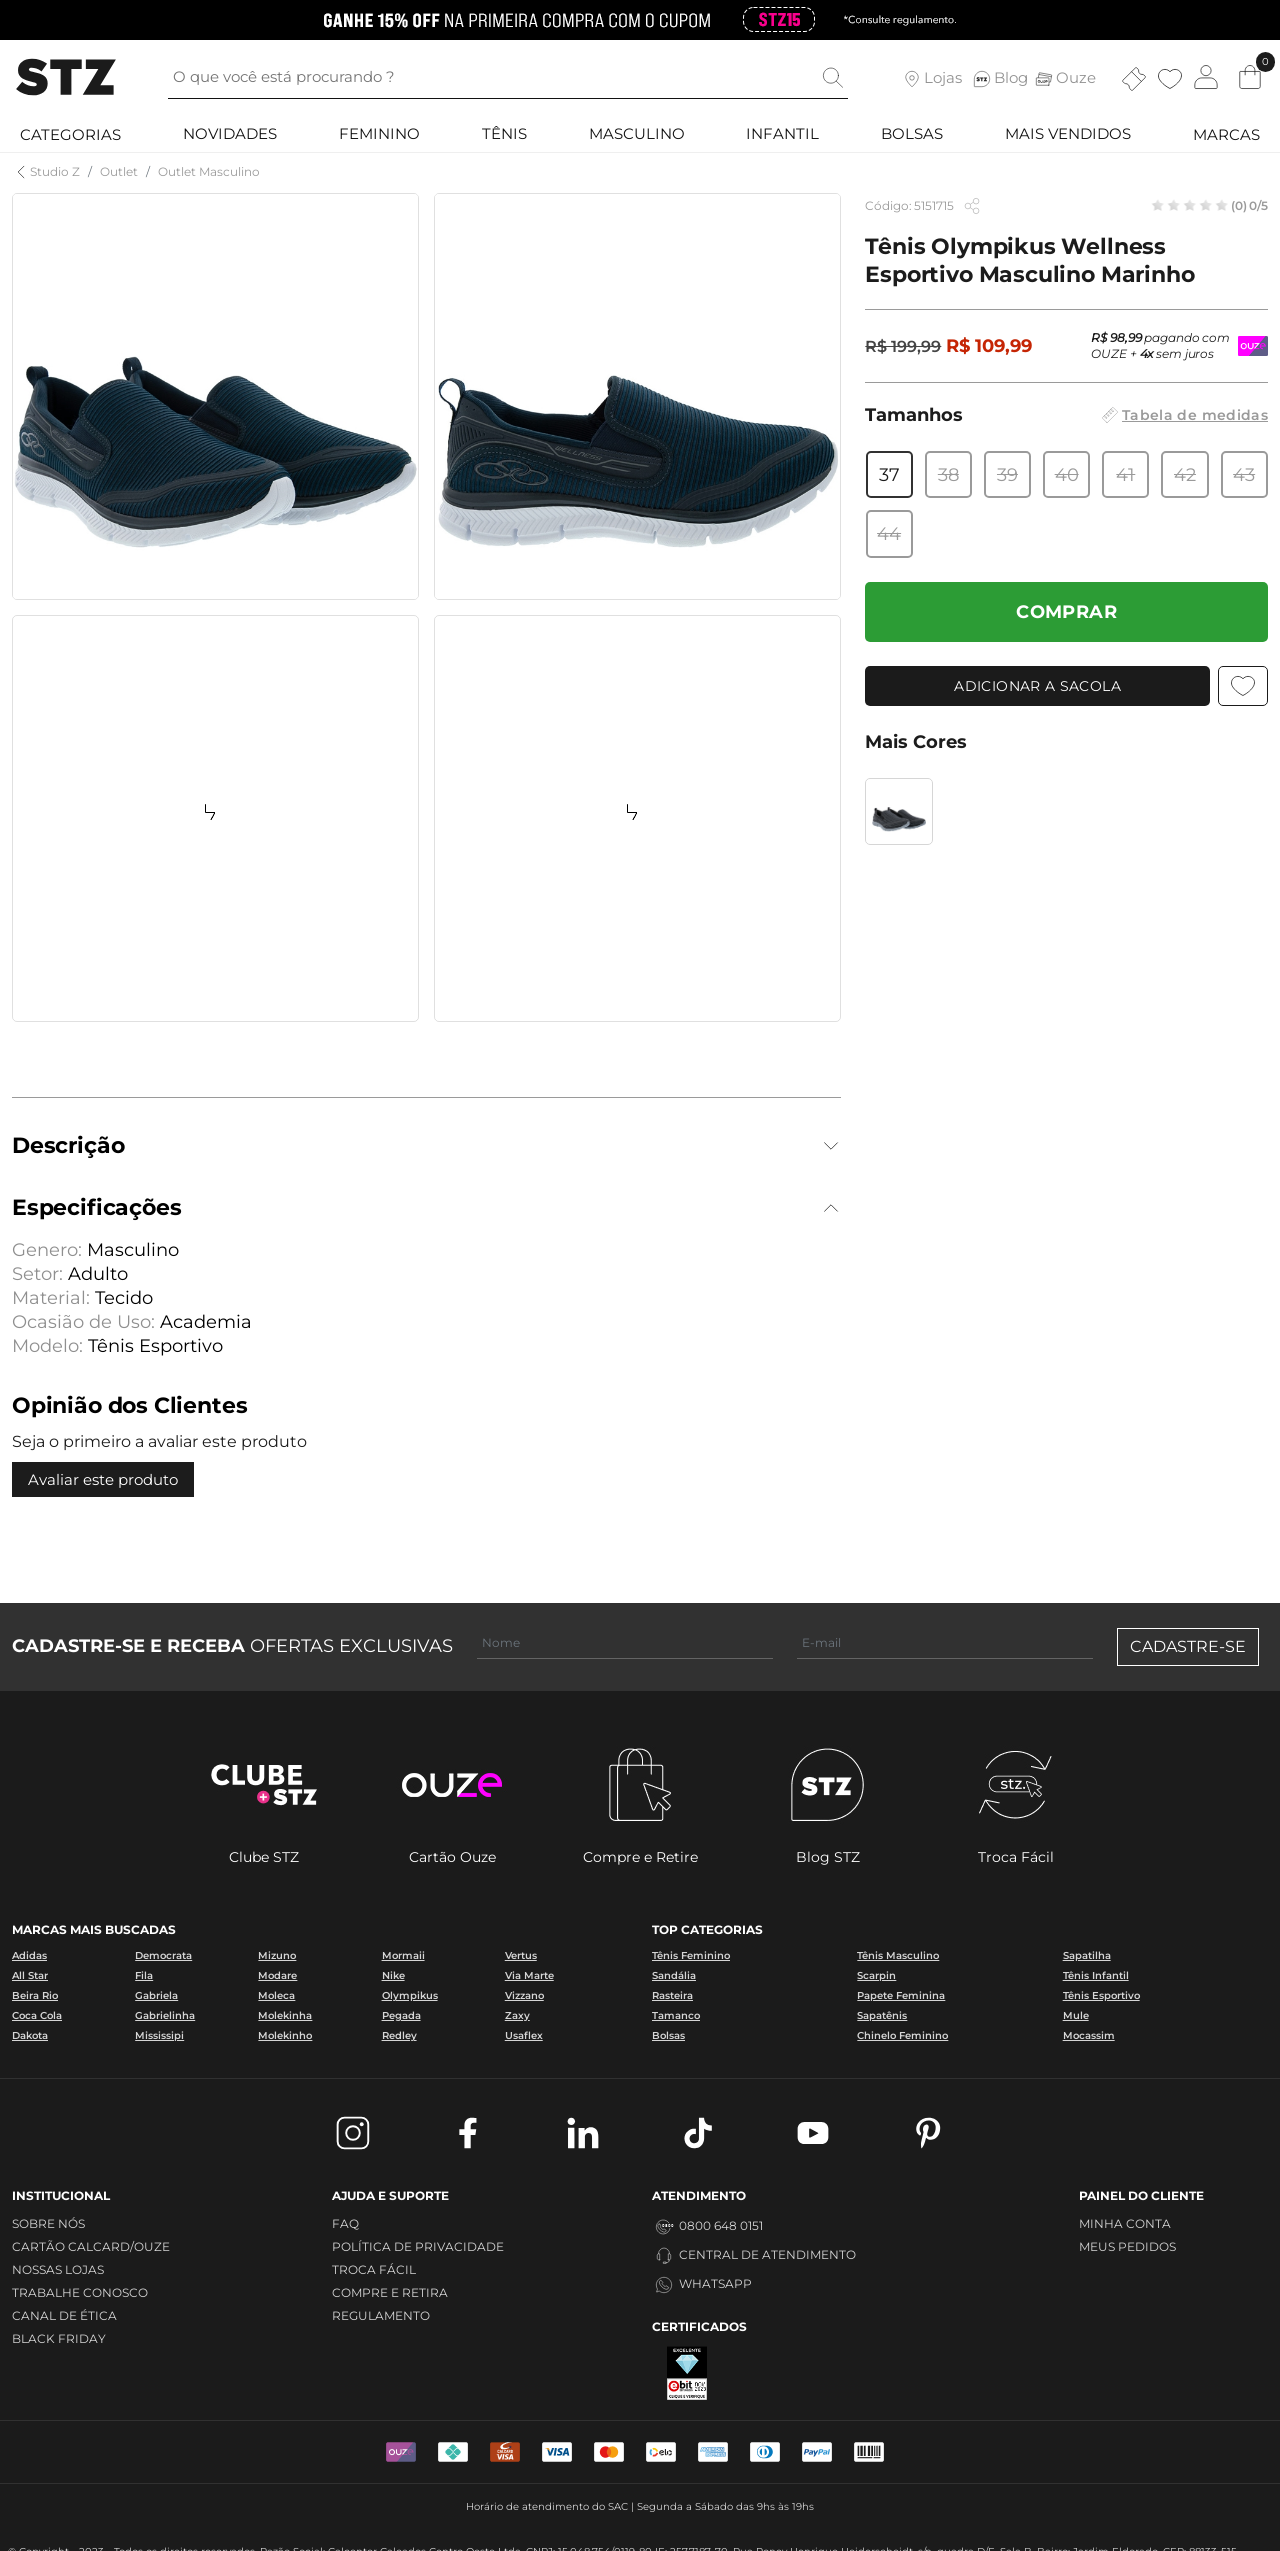 GANHE 15% OFF NA PRIMEIRA COMPRA COM O CUPOM STZ15 *Consulte regulamento.
STZ
O que você está procurando ?
Lojas
STZ Blog
Ouze
0
CATEGORIAS NOVIDADES FEMININO TÊNIS MASCULINO INFANTIL BOLSAS MAIS VENDIDOS MARCAS
Studio Z / Outlet / Outlet Masculino
Código: 5151715
(0) 0/5
Tênis Olympikus Wellness
Esportivo Masculino Marinho
R$ 199,99 R$ 109,99
R$ 98,99 pagando com
OUZE + 4x sem juros
Tamanhos
Tabela de medidas
37 38 39 40 41 42 43
44
COMPRAR
ADICIONAR A SACOLA
Mais Cores
Descrição
Especificações
Genero: Masculino
Setor: Adulto
Material: Tecido
Ocasião de Uso: Academia
Modelo: Tênis Esportivo
Opinião dos Clientes
Seja o primeiro a avaliar este produto
Avaliar este produto
CADASTRE-SE E RECEBA OFERTAS EXCLUSIVAS
Nome
E-mail
CADASTRE-SE
CLUBE
+STZ
ouze
STZ
stz.
Clube STZ
Cartão Ouze
Compre e Retire
Blog STZ
Troca Fácil
MARCAS MAIS BUSCADAS
Adidas Democrata Mizuno Mormaii Vertus
All Star Fila Modare Nike Via Marte
Beira Rio Gabriela Moleca Olympikus Vizzano
Coca Cola Gabrielinha Molekinha Pegada Zaxy
Dakota Mississipi Molekinho Redley Usaflex
TOP CATEGORIAS
Tênis Feminino Tênis Masculino Sapatilha
Sandália Scarpin Tênis Infantil
Rasteira Papete Feminina Tênis Esportivo
Tamanco Sapatênis Mule
Bolsas Chinelo Feminino Mocassim
INSTITUCIONAL
SOBRE NÓS
CARTÃO CALCARD/OUZE
NOSSAS LOJAS
TRABALHE CONOSCO
CANAL DE ÉTICA
BLACK FRIDAY
AJUDA E SUPORTE
FAQ
POLÍTICA DE PRIVACIDADE
TROCA FÁCIL
COMPRE E RETIRA
REGULAMENTO
ATENDIMENTO
0800 648 0151
CENTRAL DE ATENDIMENTO
WHATSAPP
CERTIFICADOS
EXCELENTE
ebit
CLIQUE E VERIFIQUE
PAINEL DO CLIENTE
MINHA CONTA
MEUS PEDIDOS
VISA
elo
PayPal
Horário de atendimento do SAC | Segunda a Sábado das 9hs às 19hs